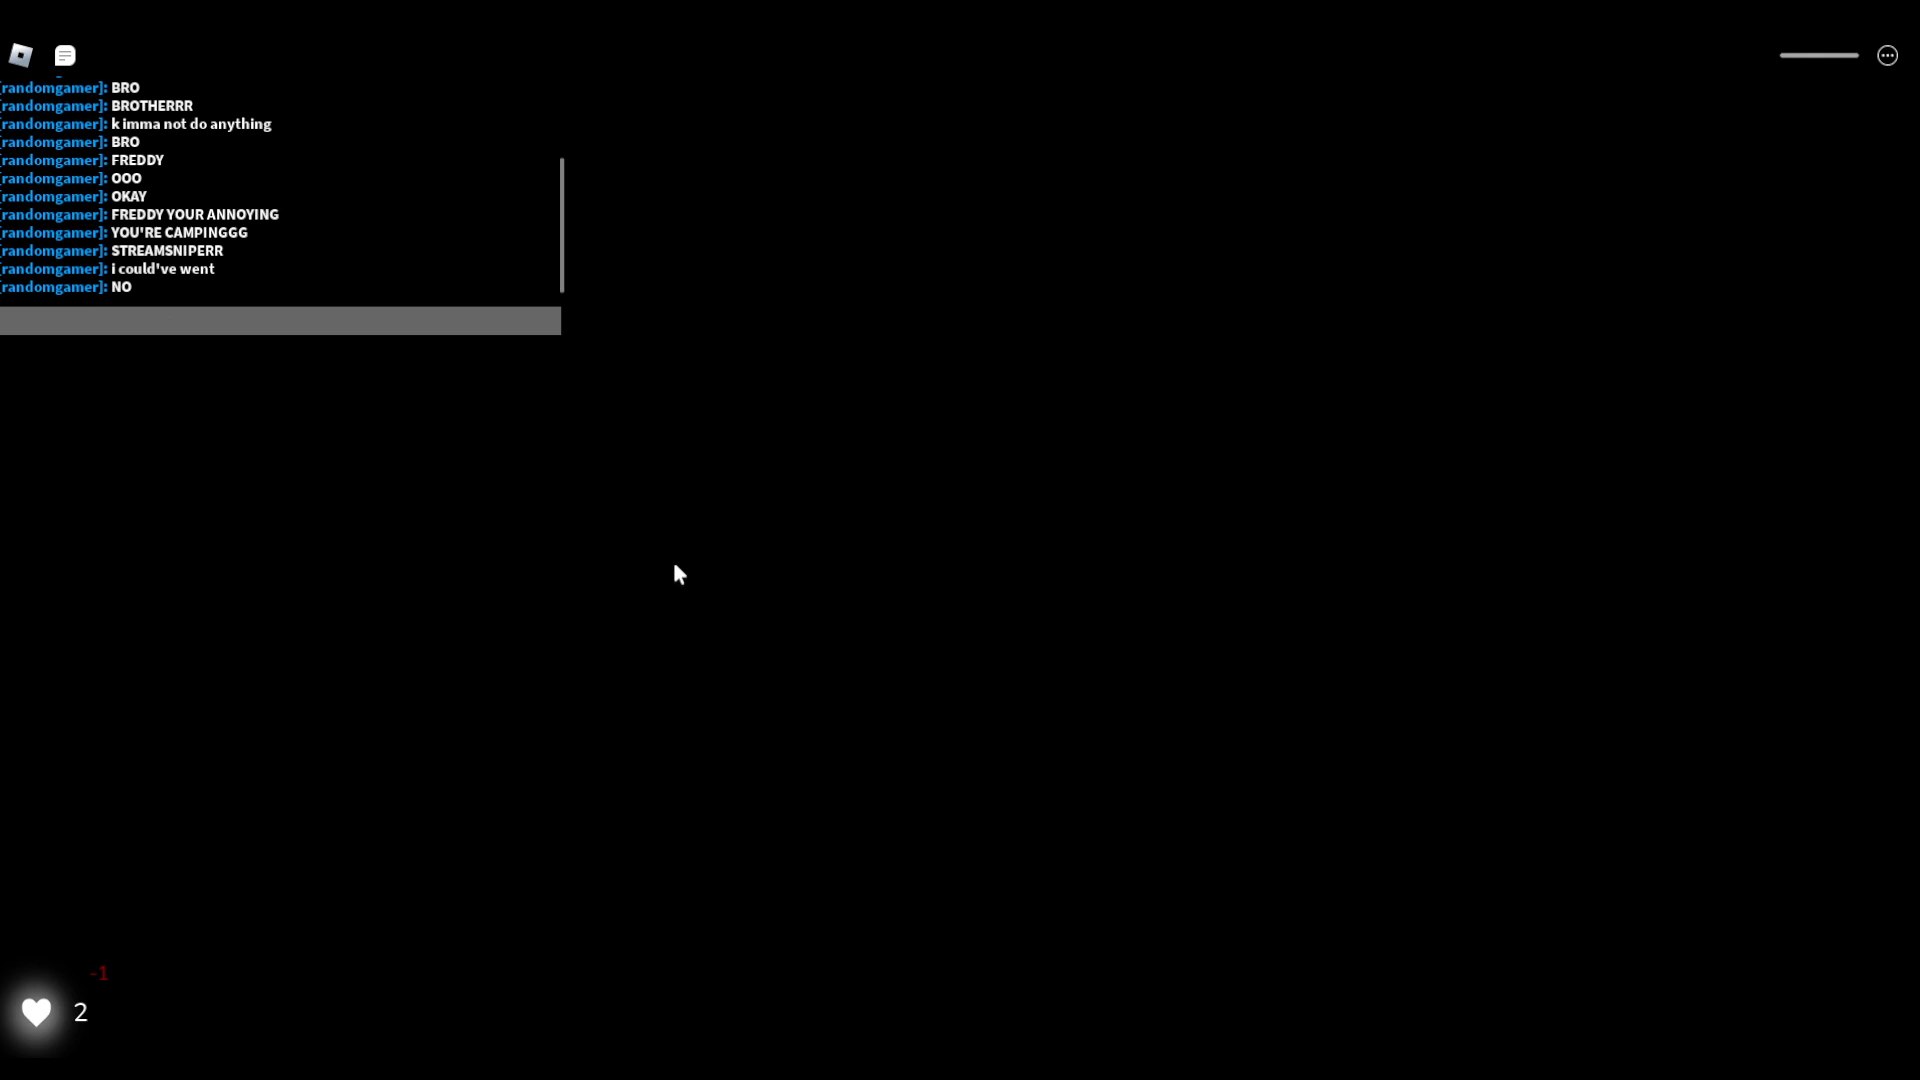 [randomgamer]: BRO
[randomgamer]: BROTHERRR
[randomgamer]: k imma not do anything
[randomgamer]: BRO
[randomgamer]: FREDDY
[randomgamer]: OOO
[randomgamer]: OKAY
[randomgamer]: FREDDY YOUR ANNOYING
[randomgamer]: YOU'RE CAMPINGGG
[randomgamer]: STREAMSNIPERR
[randomgamer]: i could've went
[randomgamer]: NO
-1
2